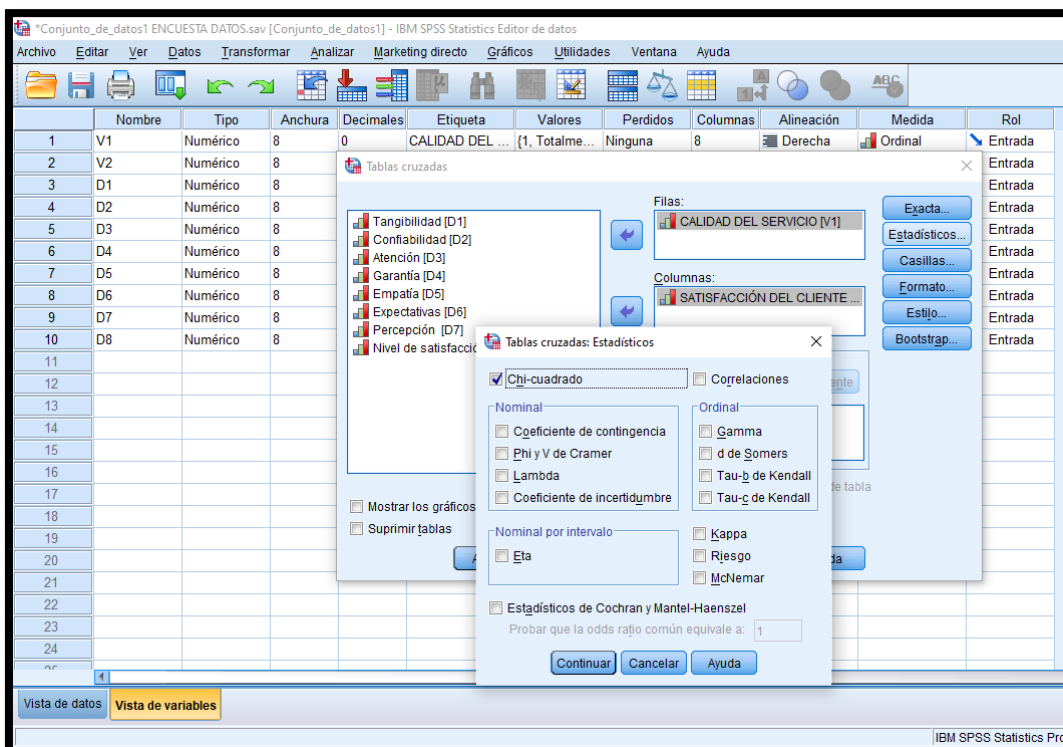 *Conjunto_de_datos1 ENCUESTA DATOS.sav [Conjunto_de_datos1] - IBM SPSS Statistics Editor de datos
Archivo Editar Ver Datos Transformar Analizar Marketing directo Gráficos Utilidades Ventana Ayuda
Nombre Tipo Anchura Decimales Etiqueta Valores Perdidos Columnas Alineación Medida Rol
1 V1 Numérico 8 0 CALIDAD DEL ... {1, Totalme... Ninguna 8 Derecha Ordinal Entrada
2 V2 Numérico 8 Entrada
3 D1 Numérico 8 Entrada
4 D2 Numérico 8 Entrada
5 D3 Numérico 8 Entrada
6 D4 Numérico 8 Entrada
7 D5 Numérico 8 Entrada
8 D6 Numérico 8 Entrada
9 D7 Numérico 8 Entrada
10 D8 Numérico 8 Entrada
11
12
13
14
15
16
17
18
19
20
21
22
23
24
Tablas cruzadas
Tangibilidad [D1]
Confiabilidad [D2]
Atención [D3]
Garantía [D4]
Empatía [D5]
Expectativas [D6]
Percepción [D7]
Nivel de satisfacció
Filas:
CALIDAD DEL SERVICIO [V1]
Columnas:
SATISFACCIÓN DEL CLIENTE ...
Exacta...
Estadísticos...
Casillas...
Formato...
Estilo...
Bootstrap...
ente
de tabla
Mostrar los gráficos
Suprimir tablas
da
Tablas cruzadas: Estadísticos
Chi-cuadrado Correlaciones
Nominal
Coeficiente de contingencia
Phi y V de Cramer
Lambda
Coeficiente de incertidumbre
Ordinal
Gamma
d de Somers
Tau-b de Kendall
Tau-c de Kendall
Nominal por intervalo
Eta
Kappa
Riesgo
McNemar
Estadísticos de Cochran y Mantel-Haenszel
Probar que la odds ratio común equivale a: 1
Continuar Cancelar Ayuda
Vista de datos Vista de variables
IBM SPSS Statistics Pro